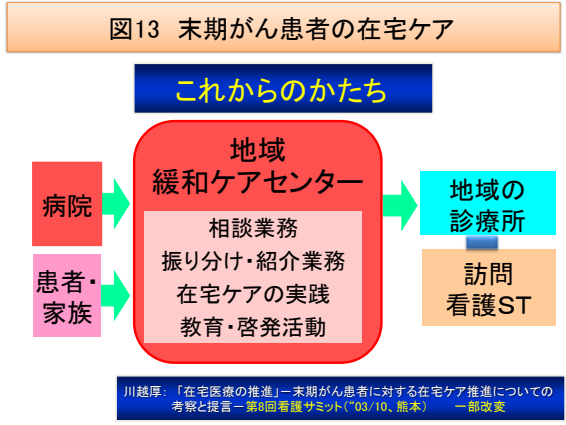 図13 末期がん患者の在宅ケア
これからのかたち
病院
患者・
家族
地域
緩和ケアセンター
相談業務
振り分け・紹介業務
在宅ケアの実践
教育・啓発活動
地域の
診療所
訪問
看護ST
川越厚: 「在宅医療の推進」－末期がん患者に対する在宅ケア推進についての
考察と提言－第8回看護サミット(“03/10、熊本) 一部改変